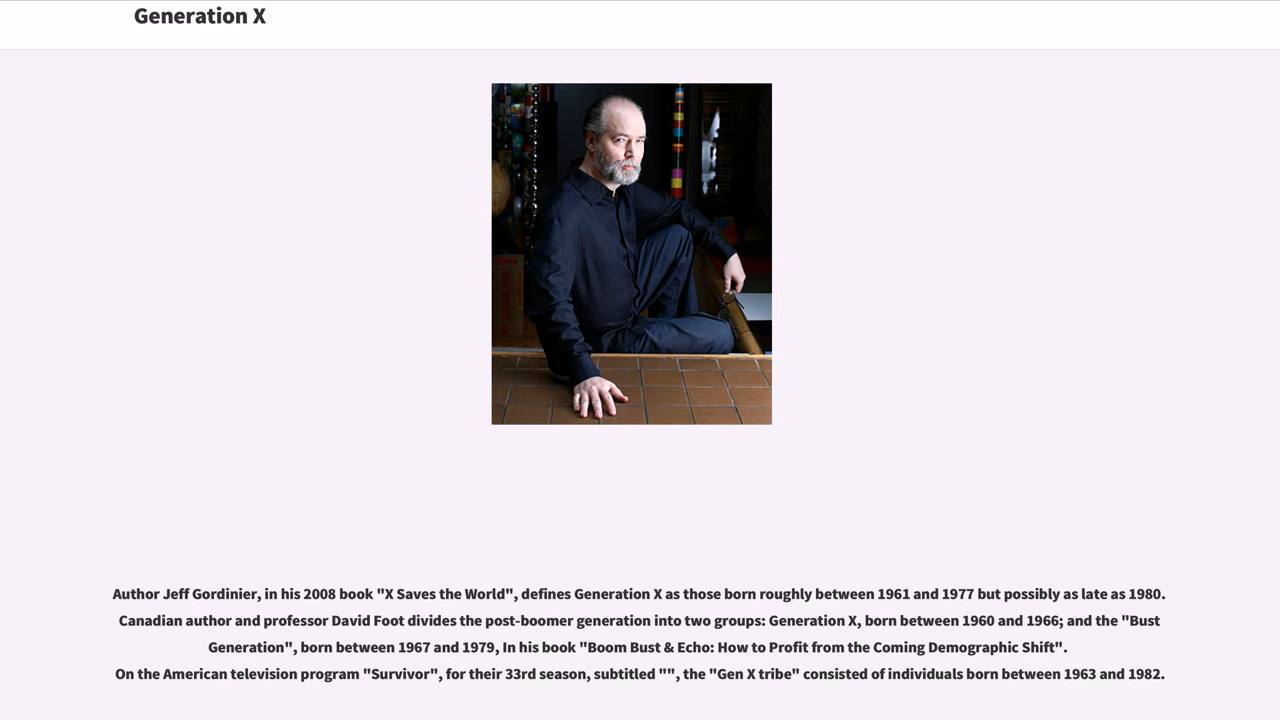 Generation X
Author Jeff Gordinier, in his 2008 book "X Saves the World", defines Generation X as those born roughly between 1961 and 1977 but possibly as late as 1980.
Canadian author and professor David Foot divides the post-boomer generation into two groups: Generation X, born between 1960 and 1966; and the "Bust
Generation", born between 1967 and 1979, In his book "Boom Bust & Echo: How to Profit from the Coming Demographic Shift".
On the American television program "Survivor", for their 33rd season, subtitled "", the "Gen X tribe" consisted of individuals born between 1963 and 1982.